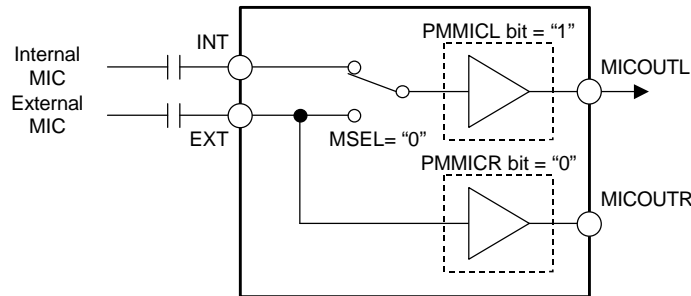 PMMICL bit = “1”
INT
MICOUTL
Internal
MIC
External
MIC
EXT
MSEL= “0”
PMMICR bit = “0”
MICOUTR